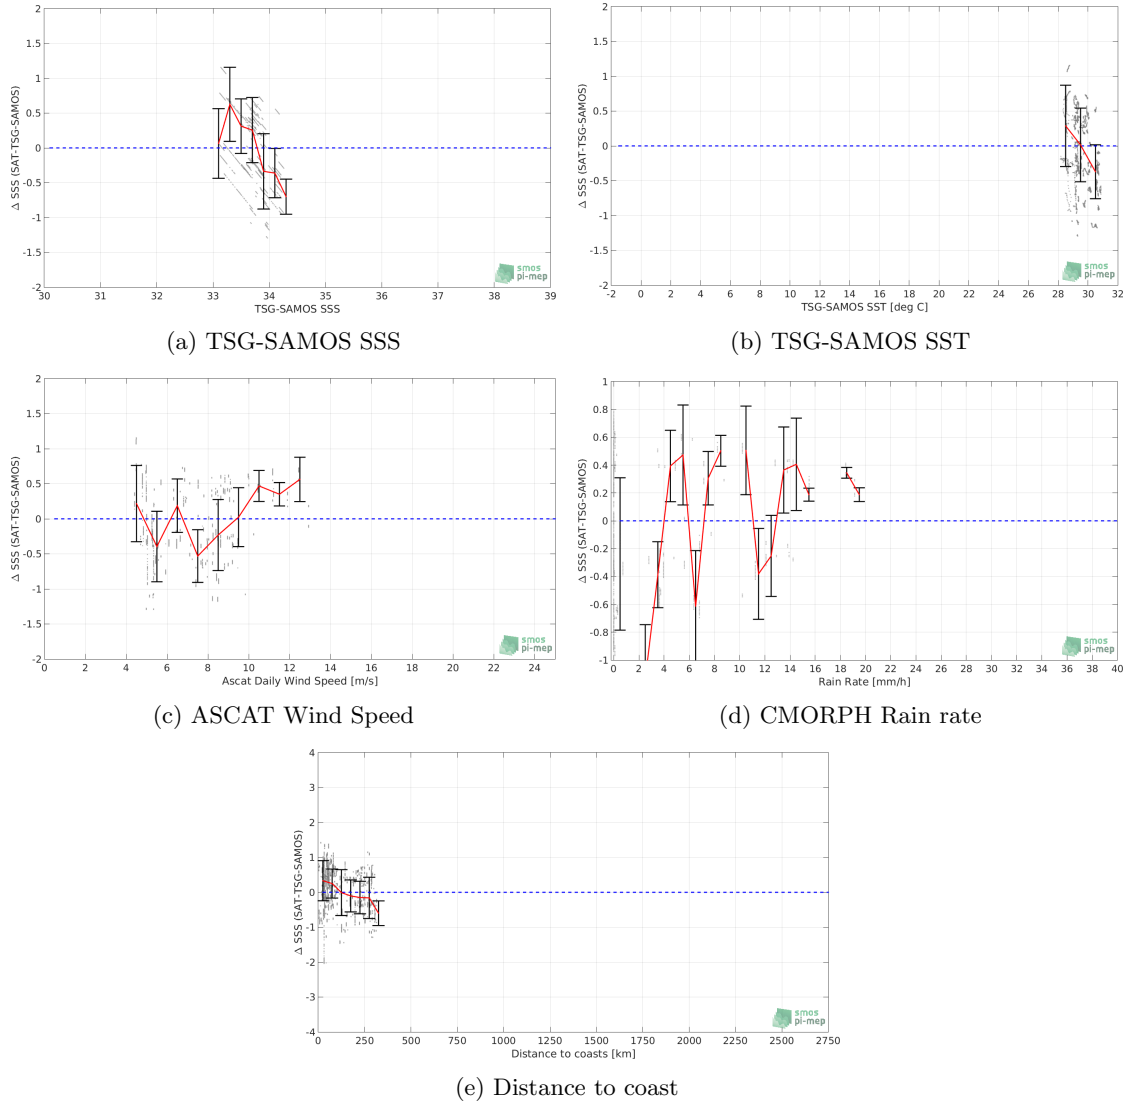 2
1.5
1
0.5
0
-0.5
-1
-1.5
-2
Δ SSS (SAT-TSG-SAMOS)
30 31 32 33 34 35 36 37 38 39
TSG-SAMOS SSS
smos
pi-mep
(a) TSG-SAMOS SSS
2
1.5
1
0.5
0
-0.5
-1
-1.5
-2
Δ SSS (SAT-TSG-SAMOS)
-2 0 2 4 6 8 10 12 14 16 18 20 22 24 26 28 30 32
TSG-SAMOS SST [deg C]
smos
pi-mep
(b) TSG-SAMOS SST
2
1.5
1
0.5
0
-0.5
-1
-1.5
-2
Δ SSS (SAT-TSG-SAMOS)
0 2 4 6 8 10 12 14 16 18 20 22 24
Ascat Daily Wind Speed [m/s]
smos
pi-mep
(c) ASCAT Wind Speed
1
0.8
0.6
0.4
0.2
0
-0.2
-0.4
-0.6
-0.8
-1
Δ SSS (SAT-TSG-SAMOS)
0 2 4 6 8 10 12 14 16 18 20 22 24 26 28 30 32 34 36 38 40
Rain Rate [mm/h]
smos
pi-mep
(d) CMORPH Rain rate
4
3
2
1
0
-1
-2
-3
-4
Δ SSS (SAT-TSG-SAMOS)
0 250 500 750 1000 1250 1500 1750 2000 2250 2500 2750
Distance to coasts [km]
smos
pi-mep
(e) Distance to coast